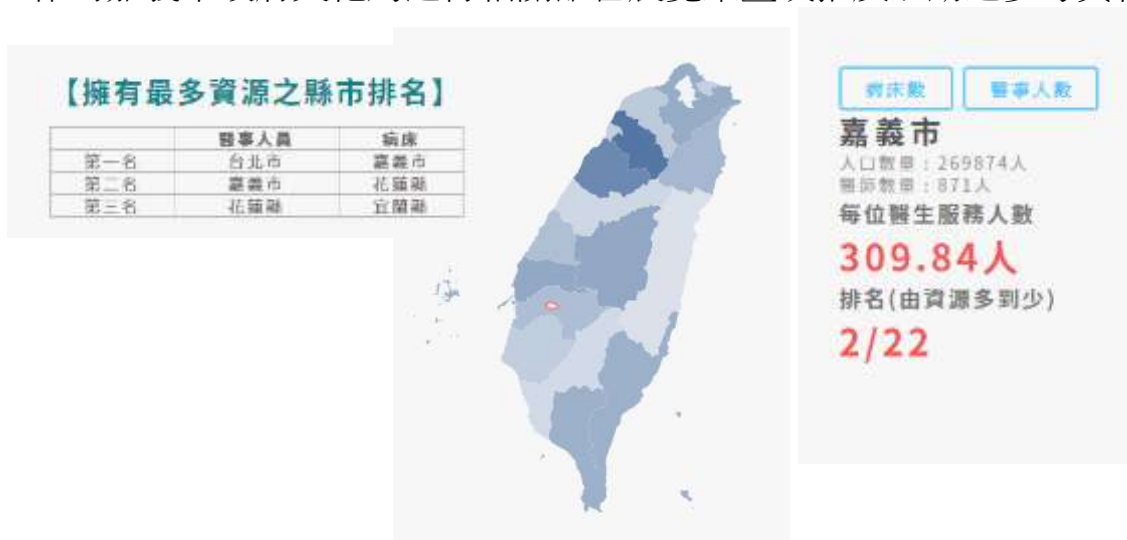 【擁有最多資源之縣市排名】
醫事人員 病床
第一名 台北市 嘉義市
第二名 嘉義市 花蓮縣
第三名 花蓮縣 宜蘭縣
病床數 醫事人數
嘉義市
人口數量：269874人
醫師數量：871人
每位醫生服務人數
309.84人
排名(由資源多到少)
2/22